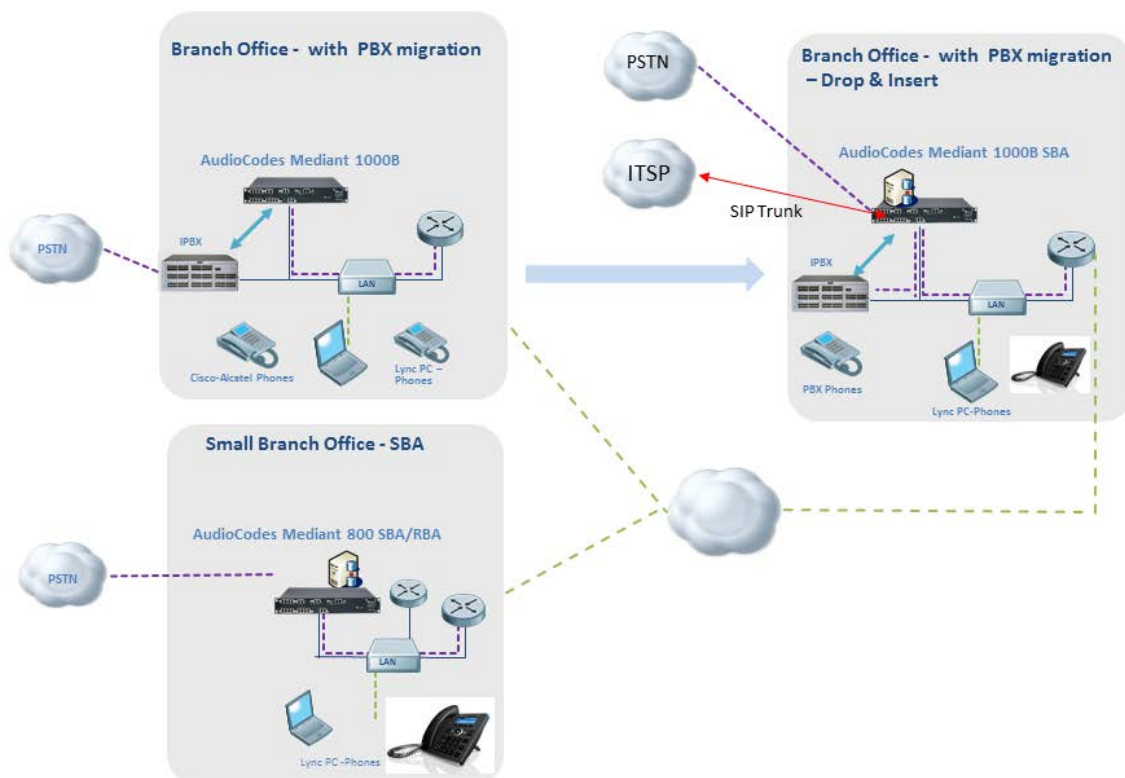 Branch Office - with PBX migration
AudioCodes Mediant 1000B
PSTN
IPBX
LAN
Cisco-Alcatel Phones
Lync PC –
Phones
PSTN
ITSP
SIP Trunk
Branch Office - with PBX migration
– Drop & Insert
AudioCodes Mediant 1000B SBA
IPBX
LAN
PBX Phones
Lync PC-Phones
Small Branch Office - SBA
AudioCodes Mediant 800 SBA/RBA
PSTN
LAN
Lync PC -Phones